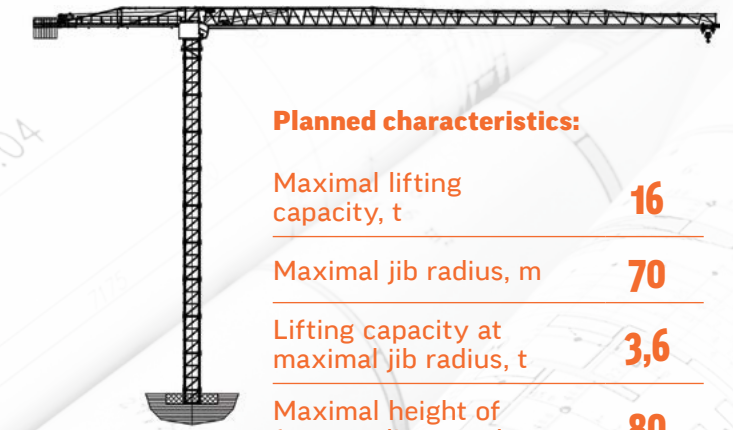 Planned characteristics:
Maximal lifting
capacity, t
16
Maximal jib radius, m
70
Lifting capacity at
maximal jib radius, t
3,6
Maximal height of
80